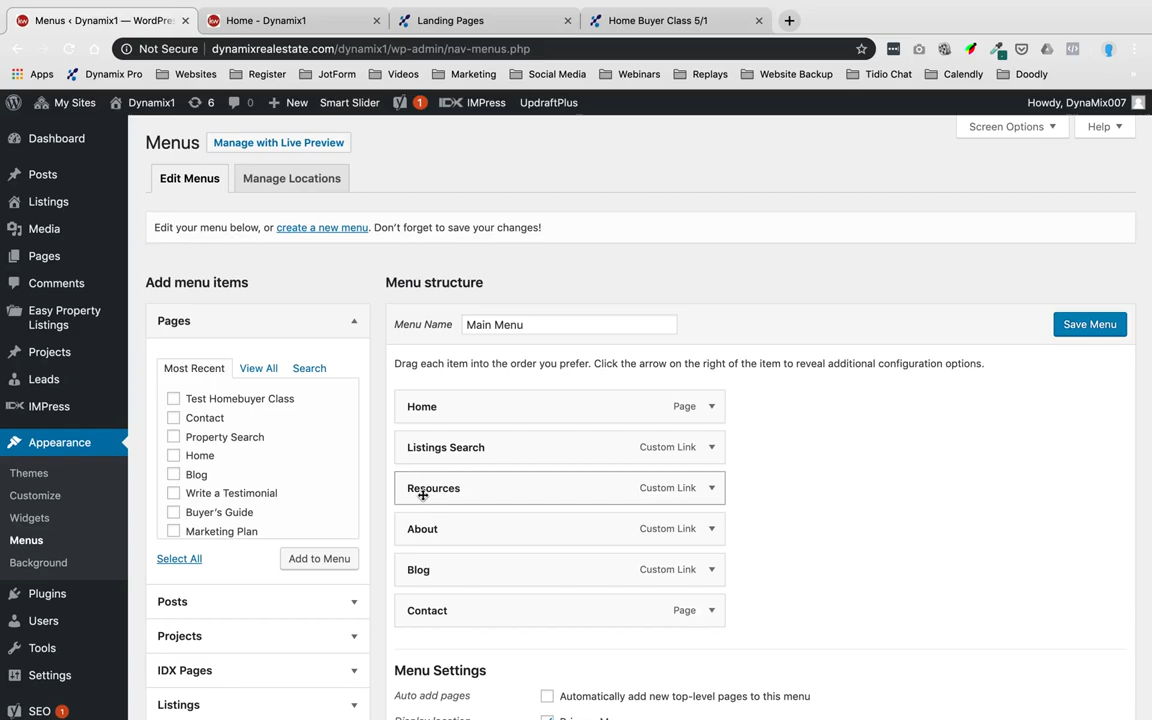 Menus ‹ Dynamix1 — WordPres
Home - Dynamix1
Landing Pages
Home Buyer Class 5/1
Not Secure
dynamixrealestate.com/dynamix1/wp-admin/nav-menus.php
Apps
Dynamix Pro
Websites
Register
JotForm
Videos
Marketing
Social Media
Webinars
Replays
Website Backup
Tidio Chat
Calendly
Doodly
My Sites
Dynamix1
6
0
New
Smart Slider
1
IMPress
UpdraftPlus
Howdy, DynaMix007
Dashboard
Posts
Listings
Media
Pages
Comments
Easy Property
Listings
Projects
Leads
IMPress
Appearance
Themes
Customize
Widgets
Menus
Background
Plugins
Users
Tools
Settings
SEO 1
Menus
Manage with Live Preview
Screen Options
Help
Edit Menus
Manage Locations
Edit your menu below, or create a new menu. Don’t forget to save your changes!
Add menu items
Pages
Most Recent
View All
Search
Test Homebuyer Class
Contact
Property Search
Home
Blog
Write a Testimonial
Buyer's Guide
Marketing Plan
Select All
Add to Menu
Posts
Projects
IDX Pages
Listings
Menu structure
Menu Name
Main Menu
Save Menu
Drag each item into the order you prefer. Click the arrow on the right of the item to reveal additional configuration options.
Home
Page
Listings Search
Custom Link
Resources
Custom Link
About
Custom Link
Blog
Custom Link
Contact
Page
Menu Settings
Auto add pages
Automatically add new top-level pages to this menu